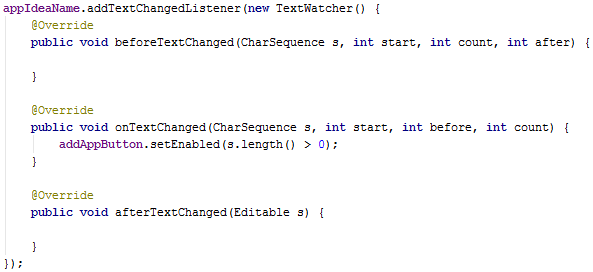 appIdeaName.addTextChangedListener(new TextWatcher() {
    @Override
    public void beforeTextChanged(CharSequence s, int start, int count, int after) {

    }

    @Override
    public void onTextChanged(CharSequence s, int start, int before, int count) {
        addAppButton.setEnabled(s.length() > 0);
    }

    @Override
    public void afterTextChanged(Editable s) {

    }
});